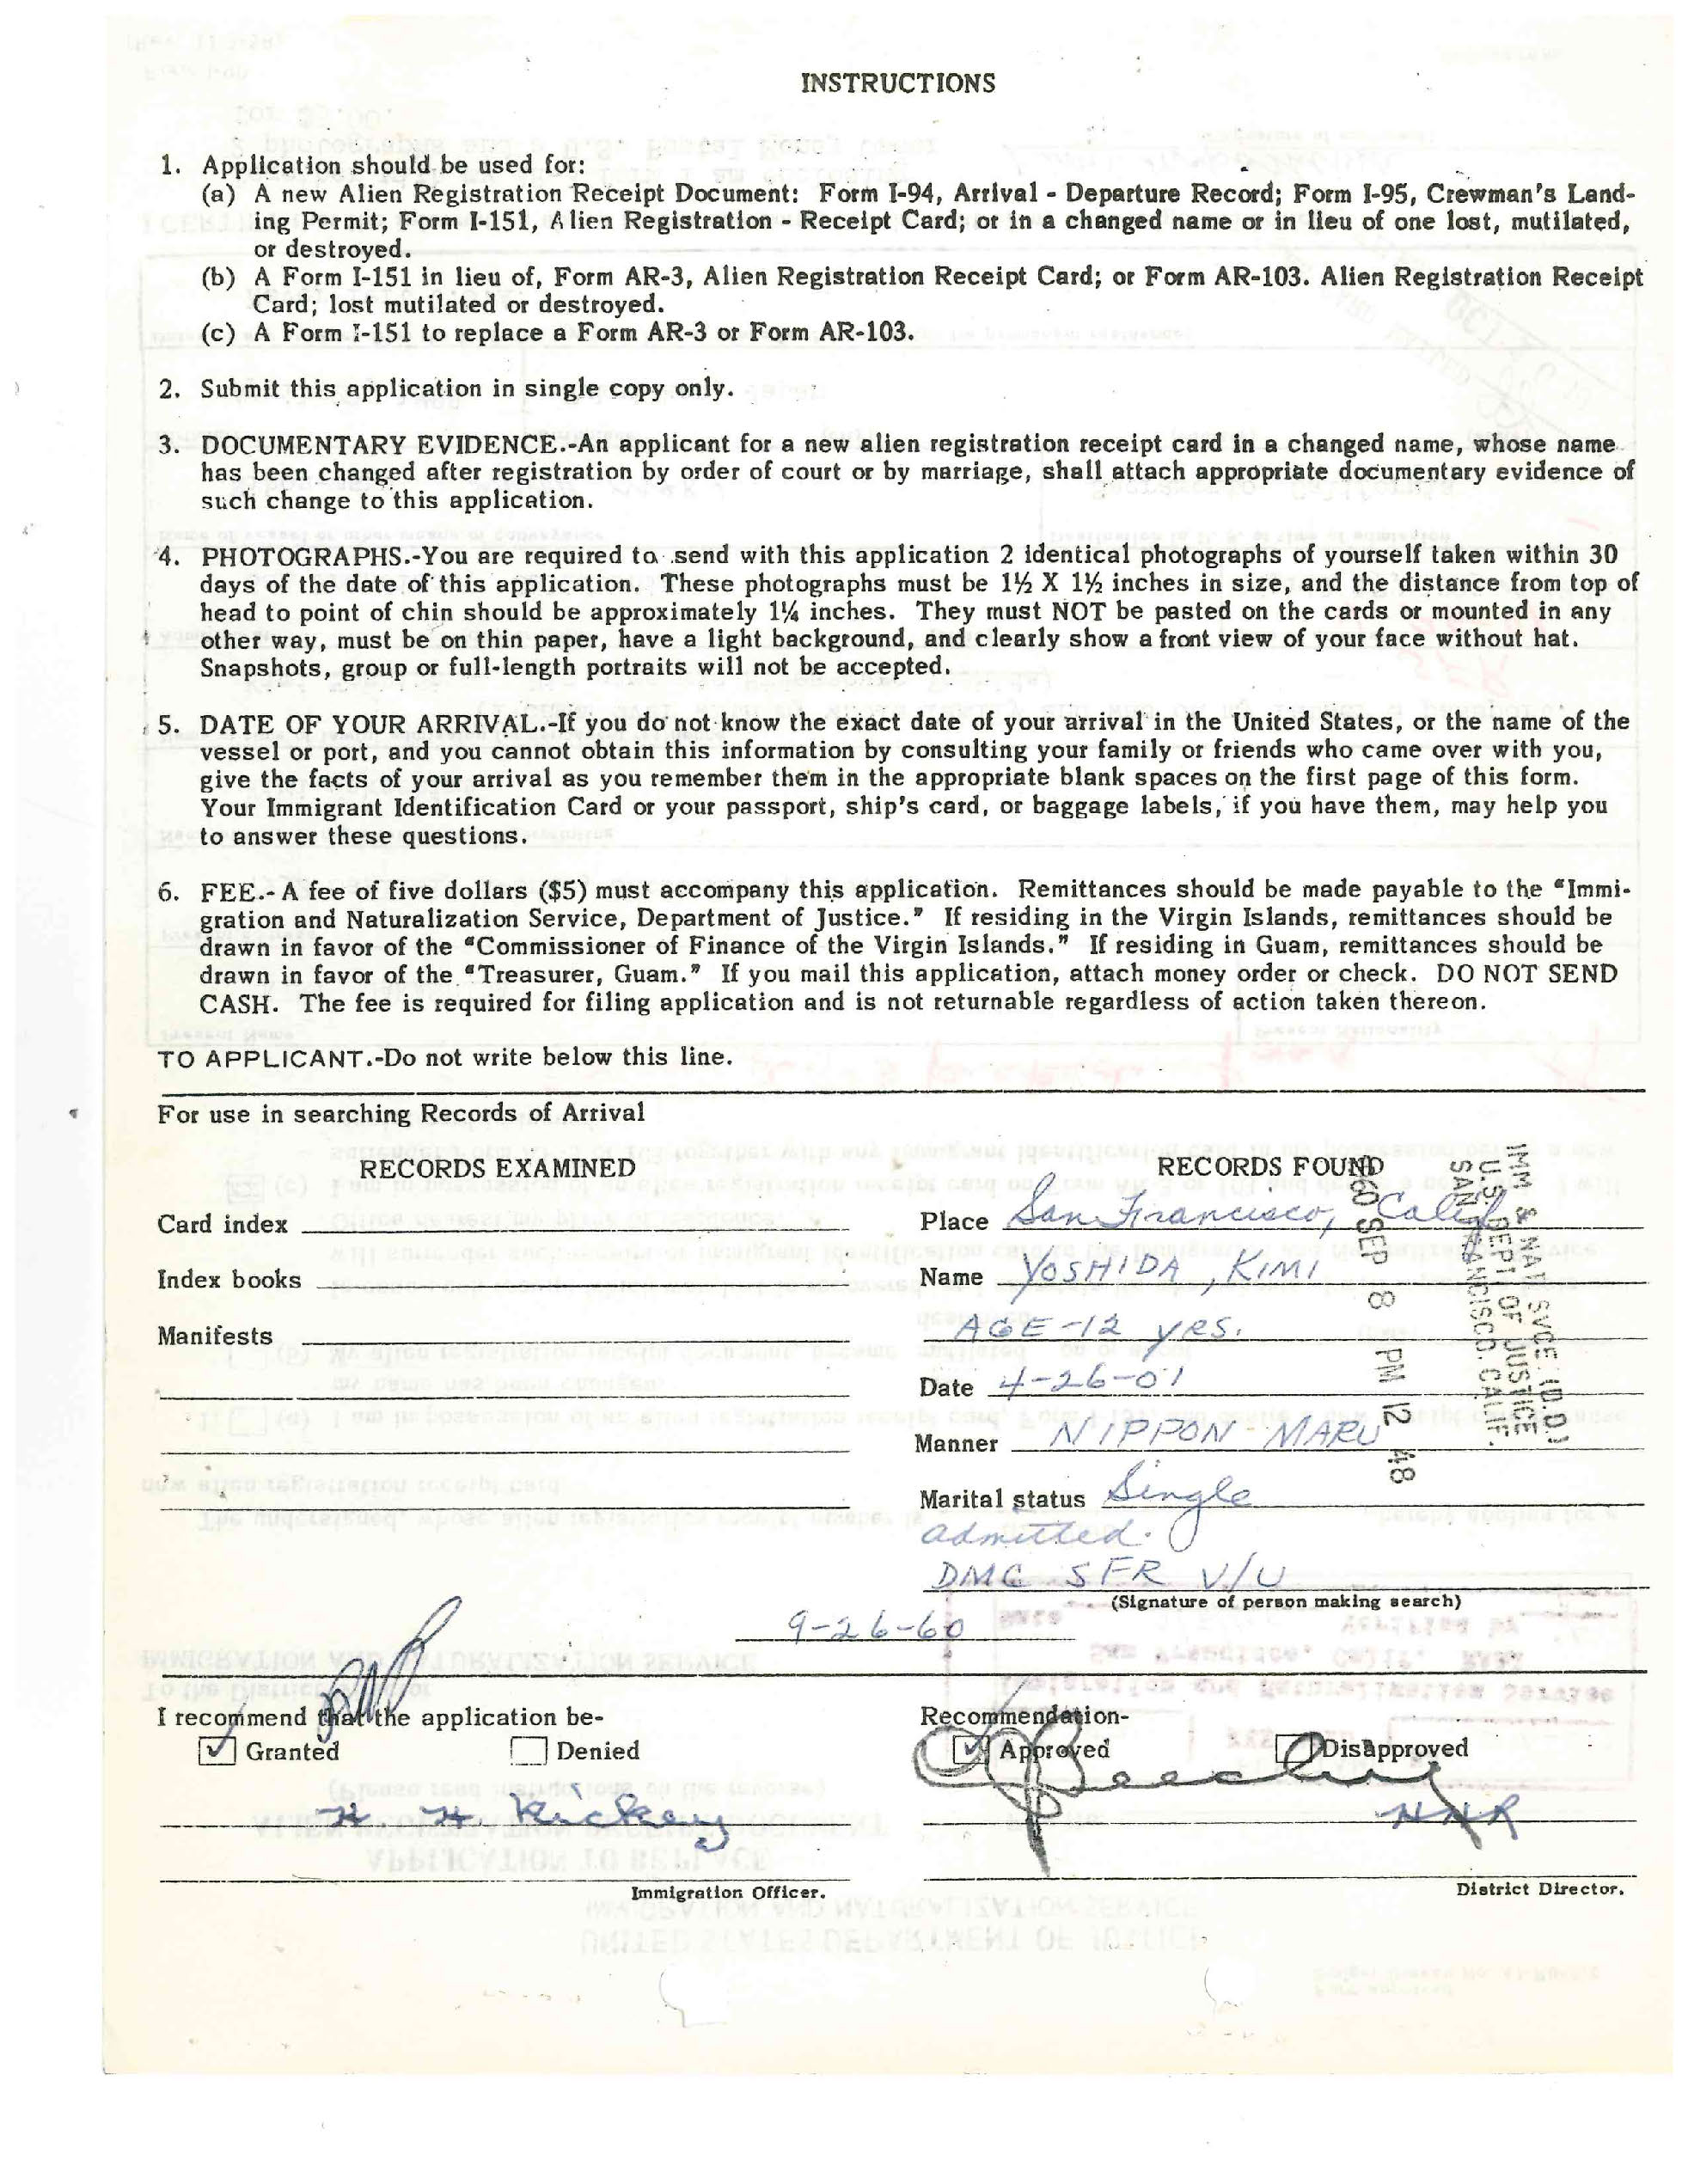 INSTRUCTIONS
1. Application should be used for:
(a) A new Alien Registration Receipt Document: Form I-94, Arrival - Departure Record; Form I-95, Crewman's Land-
ing Permit; Form I-151, Alien Registration - Receipt Card; or in a changed name or in lieu of one lost, mutilated,
or destroyed.
(b) A Form I-151 in lieu of, Form AR-3, Alien Registration Receipt Card; or Form AR-103. Alien Registration Receipt
Card; lost mutilated or destroyed.
(c) A Form I-151 to replace a Form AR-3 or Form AR-103.
2. Submit this application in single copy only.
3. DOCUMENTARY EVIDENCE.-An applicant for a new alien registration receipt card in a changed name, whose name
has been changed after registration by order of court or by marriage, shall attach appropriate documentary evidence of
such change to this application.
4. PHOTOGRAPHS.-You are required to send with this application 2 identical photographs of yourself taken within 30
days of the date of this application. These photographs must be 1½ X 1½ inches in size, and the distance from top of
head to point of chin should be approximately 1¼ inches. They must NOT be pasted on the cards or mounted in any
other way, must be on thin paper, have a light background, and clearly show a front view of your face without hat.
Snapshots, group or full-length portraits will not be accepted.
5. DATE OF YOUR ARRIVAL.-If you do not know the exact date of your arrival in the United States, or the name of the
vessel or port, and you cannot obtain this information by consulting your family or friends who came over with you,
give the facts of your arrival as you remember them in the appropriate blank spaces on the first page of this form.
Your Immigrant Identification Card or your passport, ship's card, or baggage labels, if you have them, may help you
to answer these questions.
6. FEE.- A fee of five dollars ($5) must accompany this application. Remittances should be made payable to the "Immi-
gration and Naturalization Service, Department of Justice." If residing in the Virgin Islands, remittances should be
drawn in favor of the "Commissioner of Finance of the Virgin Islands." If residing in Guam, remittances should be
drawn in favor of the "Treasurer, Guam." If you mail this application, attach money order or check. DO NOT SEND
CASH. The fee is required for filing application and is not returnable regardless of action taken thereon.
TO APPLICANT.-Do not write below this line.
For use in searching Records of Arrival
RECORDS EXAMINED
Card index
Index books
Manifests
RECORDS FOUND
Place San Francisco, Calif
Name YOSHIDA, KIMI
AGE-12 yrs.
Date 4-26-01
Manner NIPPON MARU
Marital status Single
admitted.
DMC SFR V/U
(Signature of person making search)
'60 SEP 8 PM 12 48
IMM & NAT SVCE (D.D)
U S DEPT OF JUSTICE
SAN FRANCISCO. CALIF.
9-26-60
I recommend that the application be-
Granted Denied
H H Hickey
Immigration Officer.
Recommendation-
Approved Disapproved
HHR
District Director.